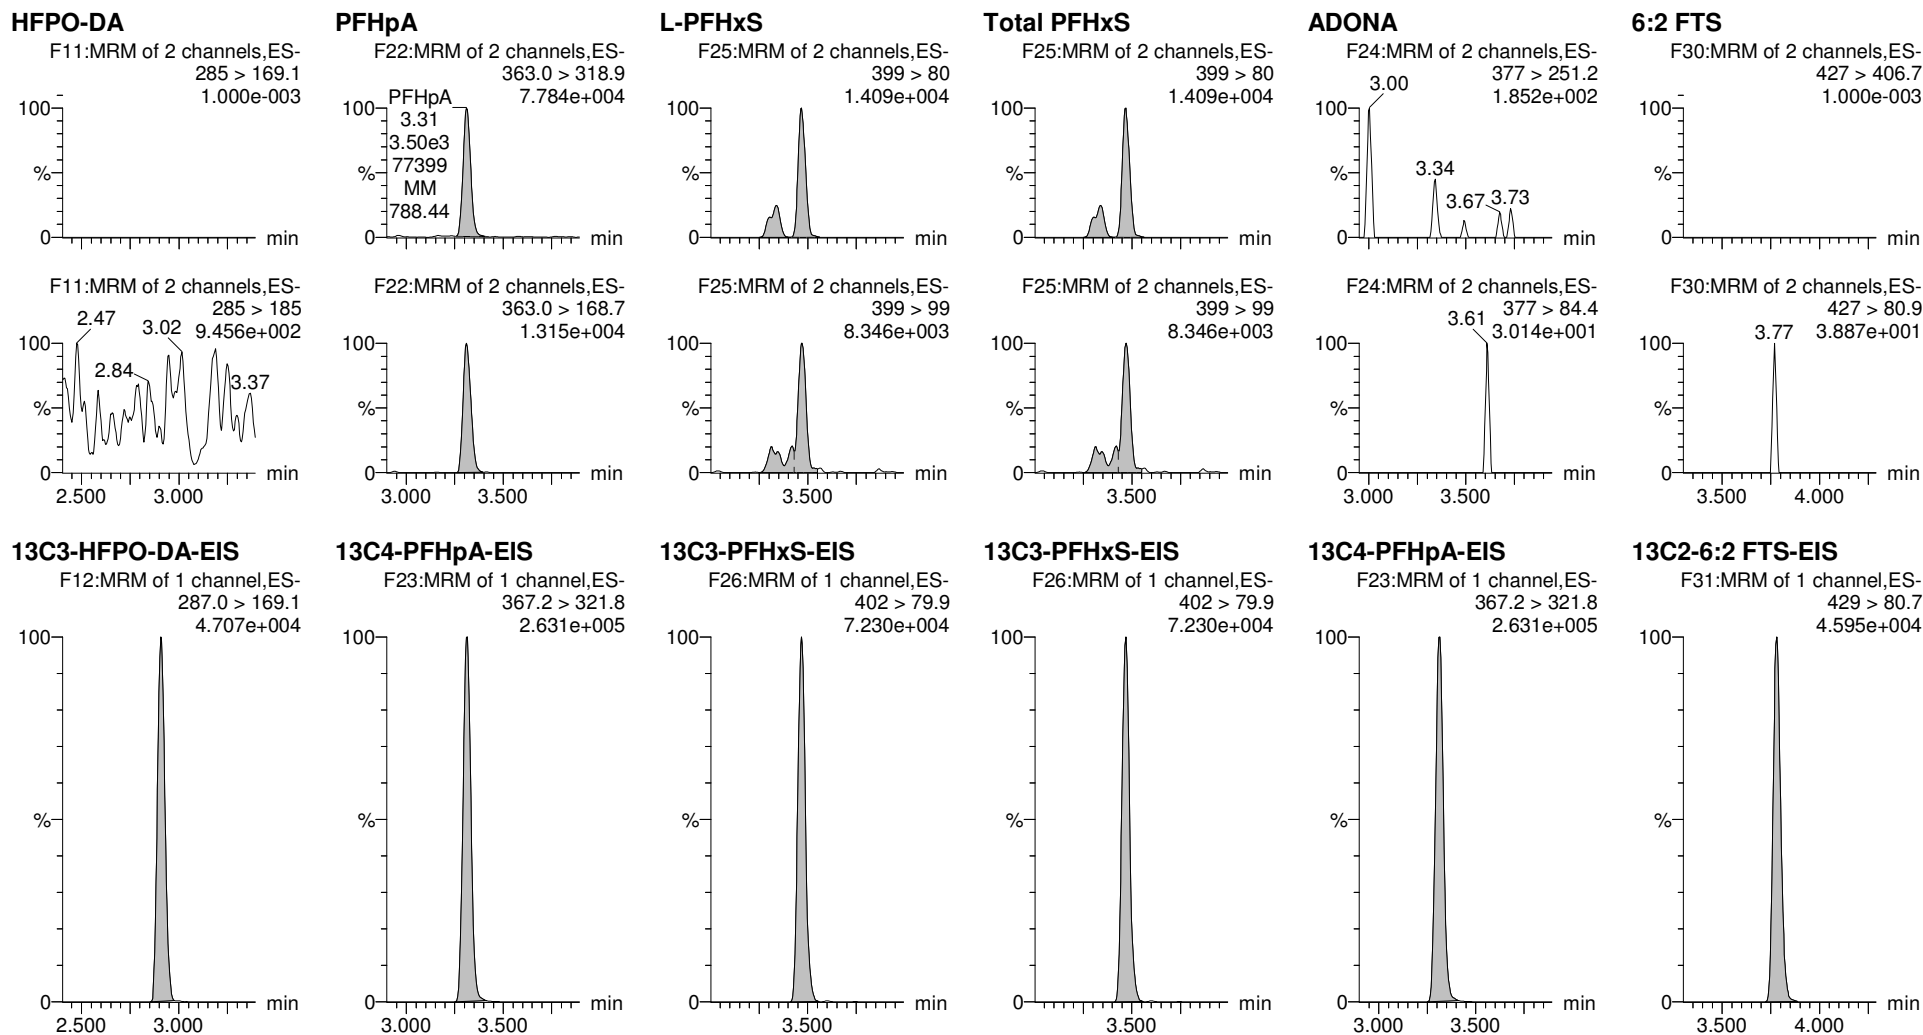 HFPO-DA
F11:MRM of 2 channels,ES-
285 > 169.1
1.000e-003
100
%
0
min
F11:MRM of 2 channels,ES-
285 > 185
9.456e+002
2.47
3.02
2.84
3.37
100
%
0
min
2.500 3.000
PFHpA
F22:MRM of 2 channels,ES-
363.0 > 318.9
7.784e+004
PFHpA
3.31
3.50e3
77399
MM
788.44
100
%
0
min
F22:MRM of 2 channels,ES-
363.0 > 168.7
1.315e+004
100
%
0
min
3.000 3.500
L-PFHxS
F25:MRM of 2 channels,ES-
399 > 80
1.409e+004
100
%
0
min
F25:MRM of 2 channels,ES-
399 > 99
8.346e+003
100
%
0
min
3.500
Total PFHxS
F25:MRM of 2 channels,ES-
399 > 80
1.409e+004
100
%
0
min
F25:MRM of 2 channels,ES-
399 > 99
8.346e+003
100
%
0
min
3.500
ADONA
F24:MRM of 2 channels,ES-
377 > 251.2
1.852e+002
3.00
3.34
3.67
3.73
100
%
0
min
F24:MRM of 2 channels,ES-
377 > 84.4
3.014e+001
3.61
100
%
0
min
3.000 3.500
6:2 FTS
F30:MRM of 2 channels,ES-
427 > 406.7
1.000e-003
100
%
0
min
F30:MRM of 2 channels,ES-
427 > 80.9
3.887e+001
3.77
100
%
0
min
3.500 4.000
13C3-HFPO-DA-EIS
F12:MRM of 1 channel,ES-
287.0 > 169.1
4.707e+004
100
%
0
min
2.500 3.000
13C4-PFHpA-EIS
F23:MRM of 1 channel,ES-
367.2 > 321.8
2.631e+005
100
%
0
min
3.000 3.500
13C3-PFHxS-EIS
F26:MRM of 1 channel,ES-
402 > 79.9
7.230e+004
100
%
0
min
3.500
13C3-PFHxS-EIS
F26:MRM of 1 channel,ES-
402 > 79.9
7.230e+004
100
%
0
min
3.500
13C4-PFHpA-EIS
F23:MRM of 1 channel,ES-
367.2 > 321.8
2.631e+005
100
%
0
min
3.000 3.500
13C2-6:2 FTS-EIS
F31:MRM of 1 channel,ES-
429 > 80.7
4.595e+004
100
%
0
min
3.500 4.000